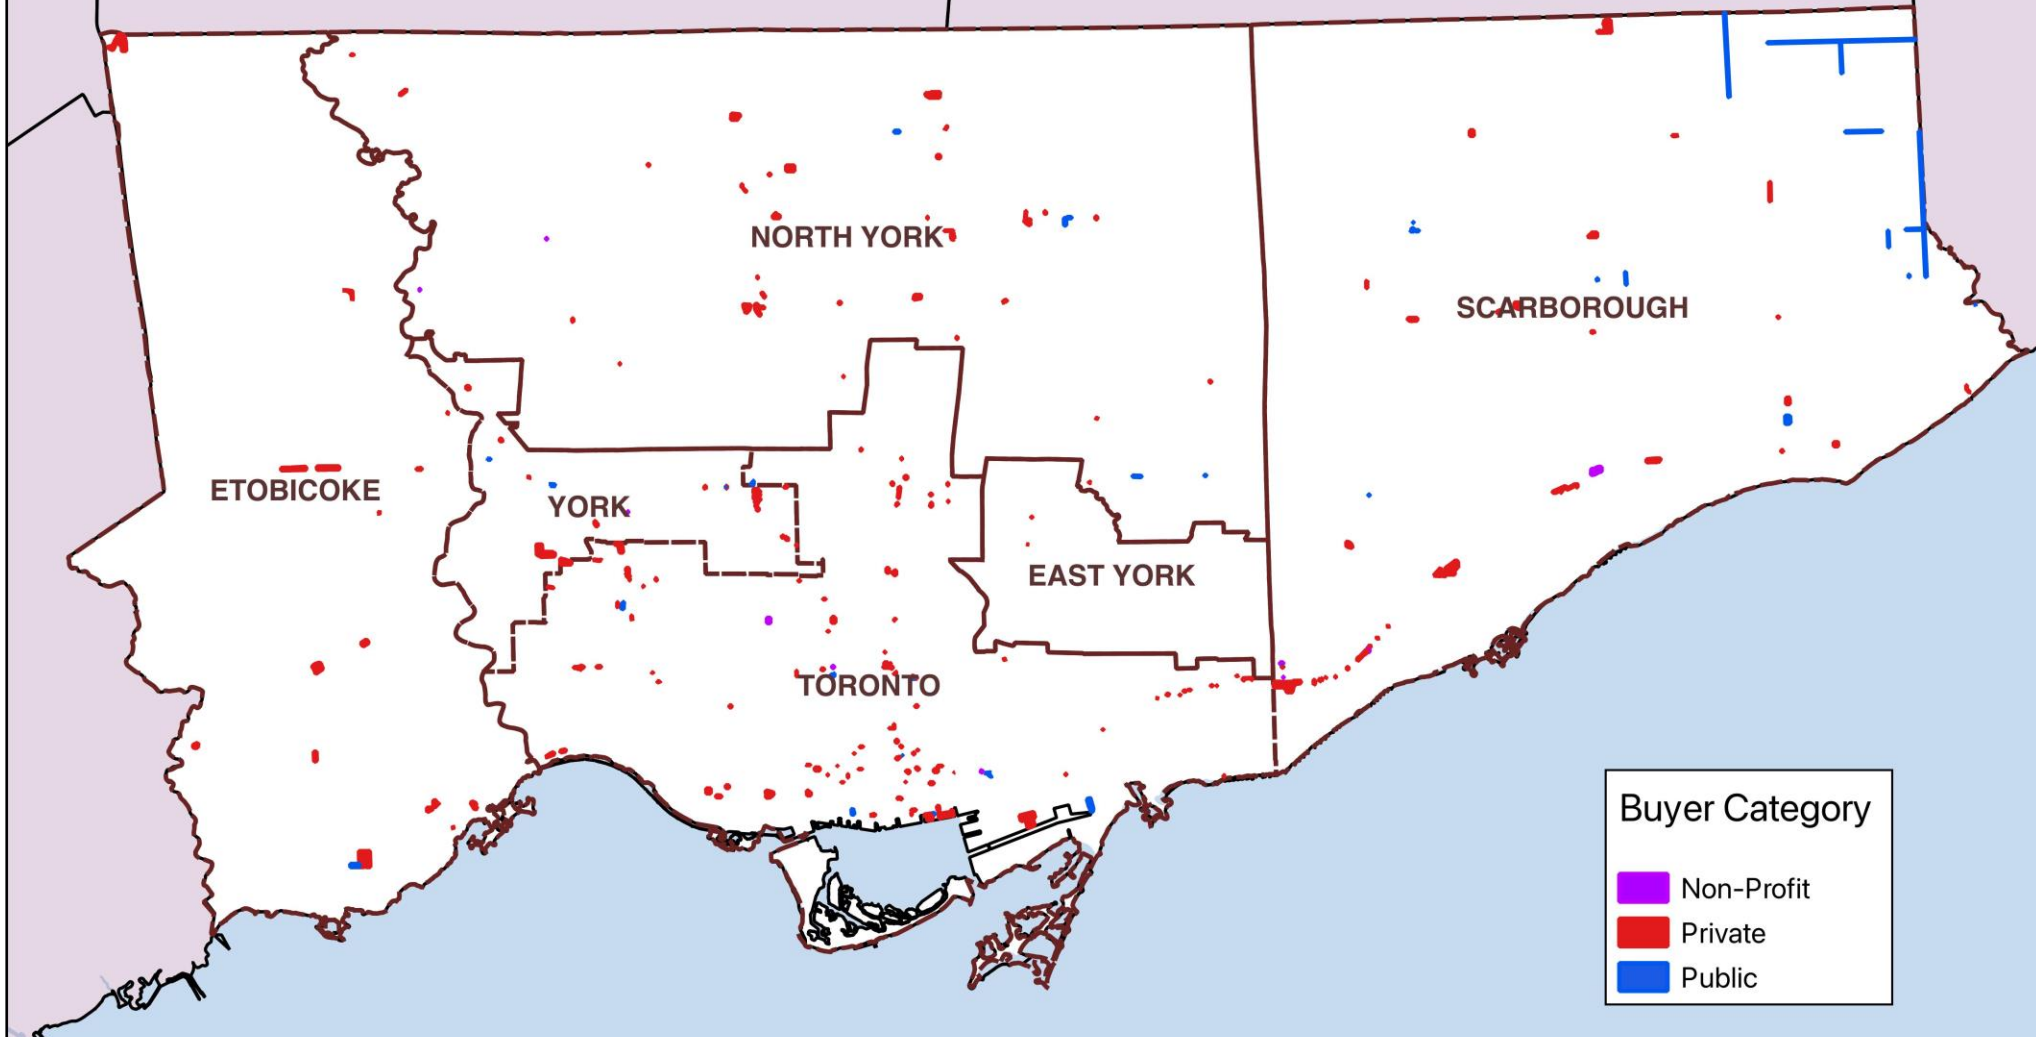 NORTH YORK
SCARBOROUGH
ETOBICOKE
YORK
EAST YORK
TORONTO
Buyer Category
Non-Profit
Private
Public